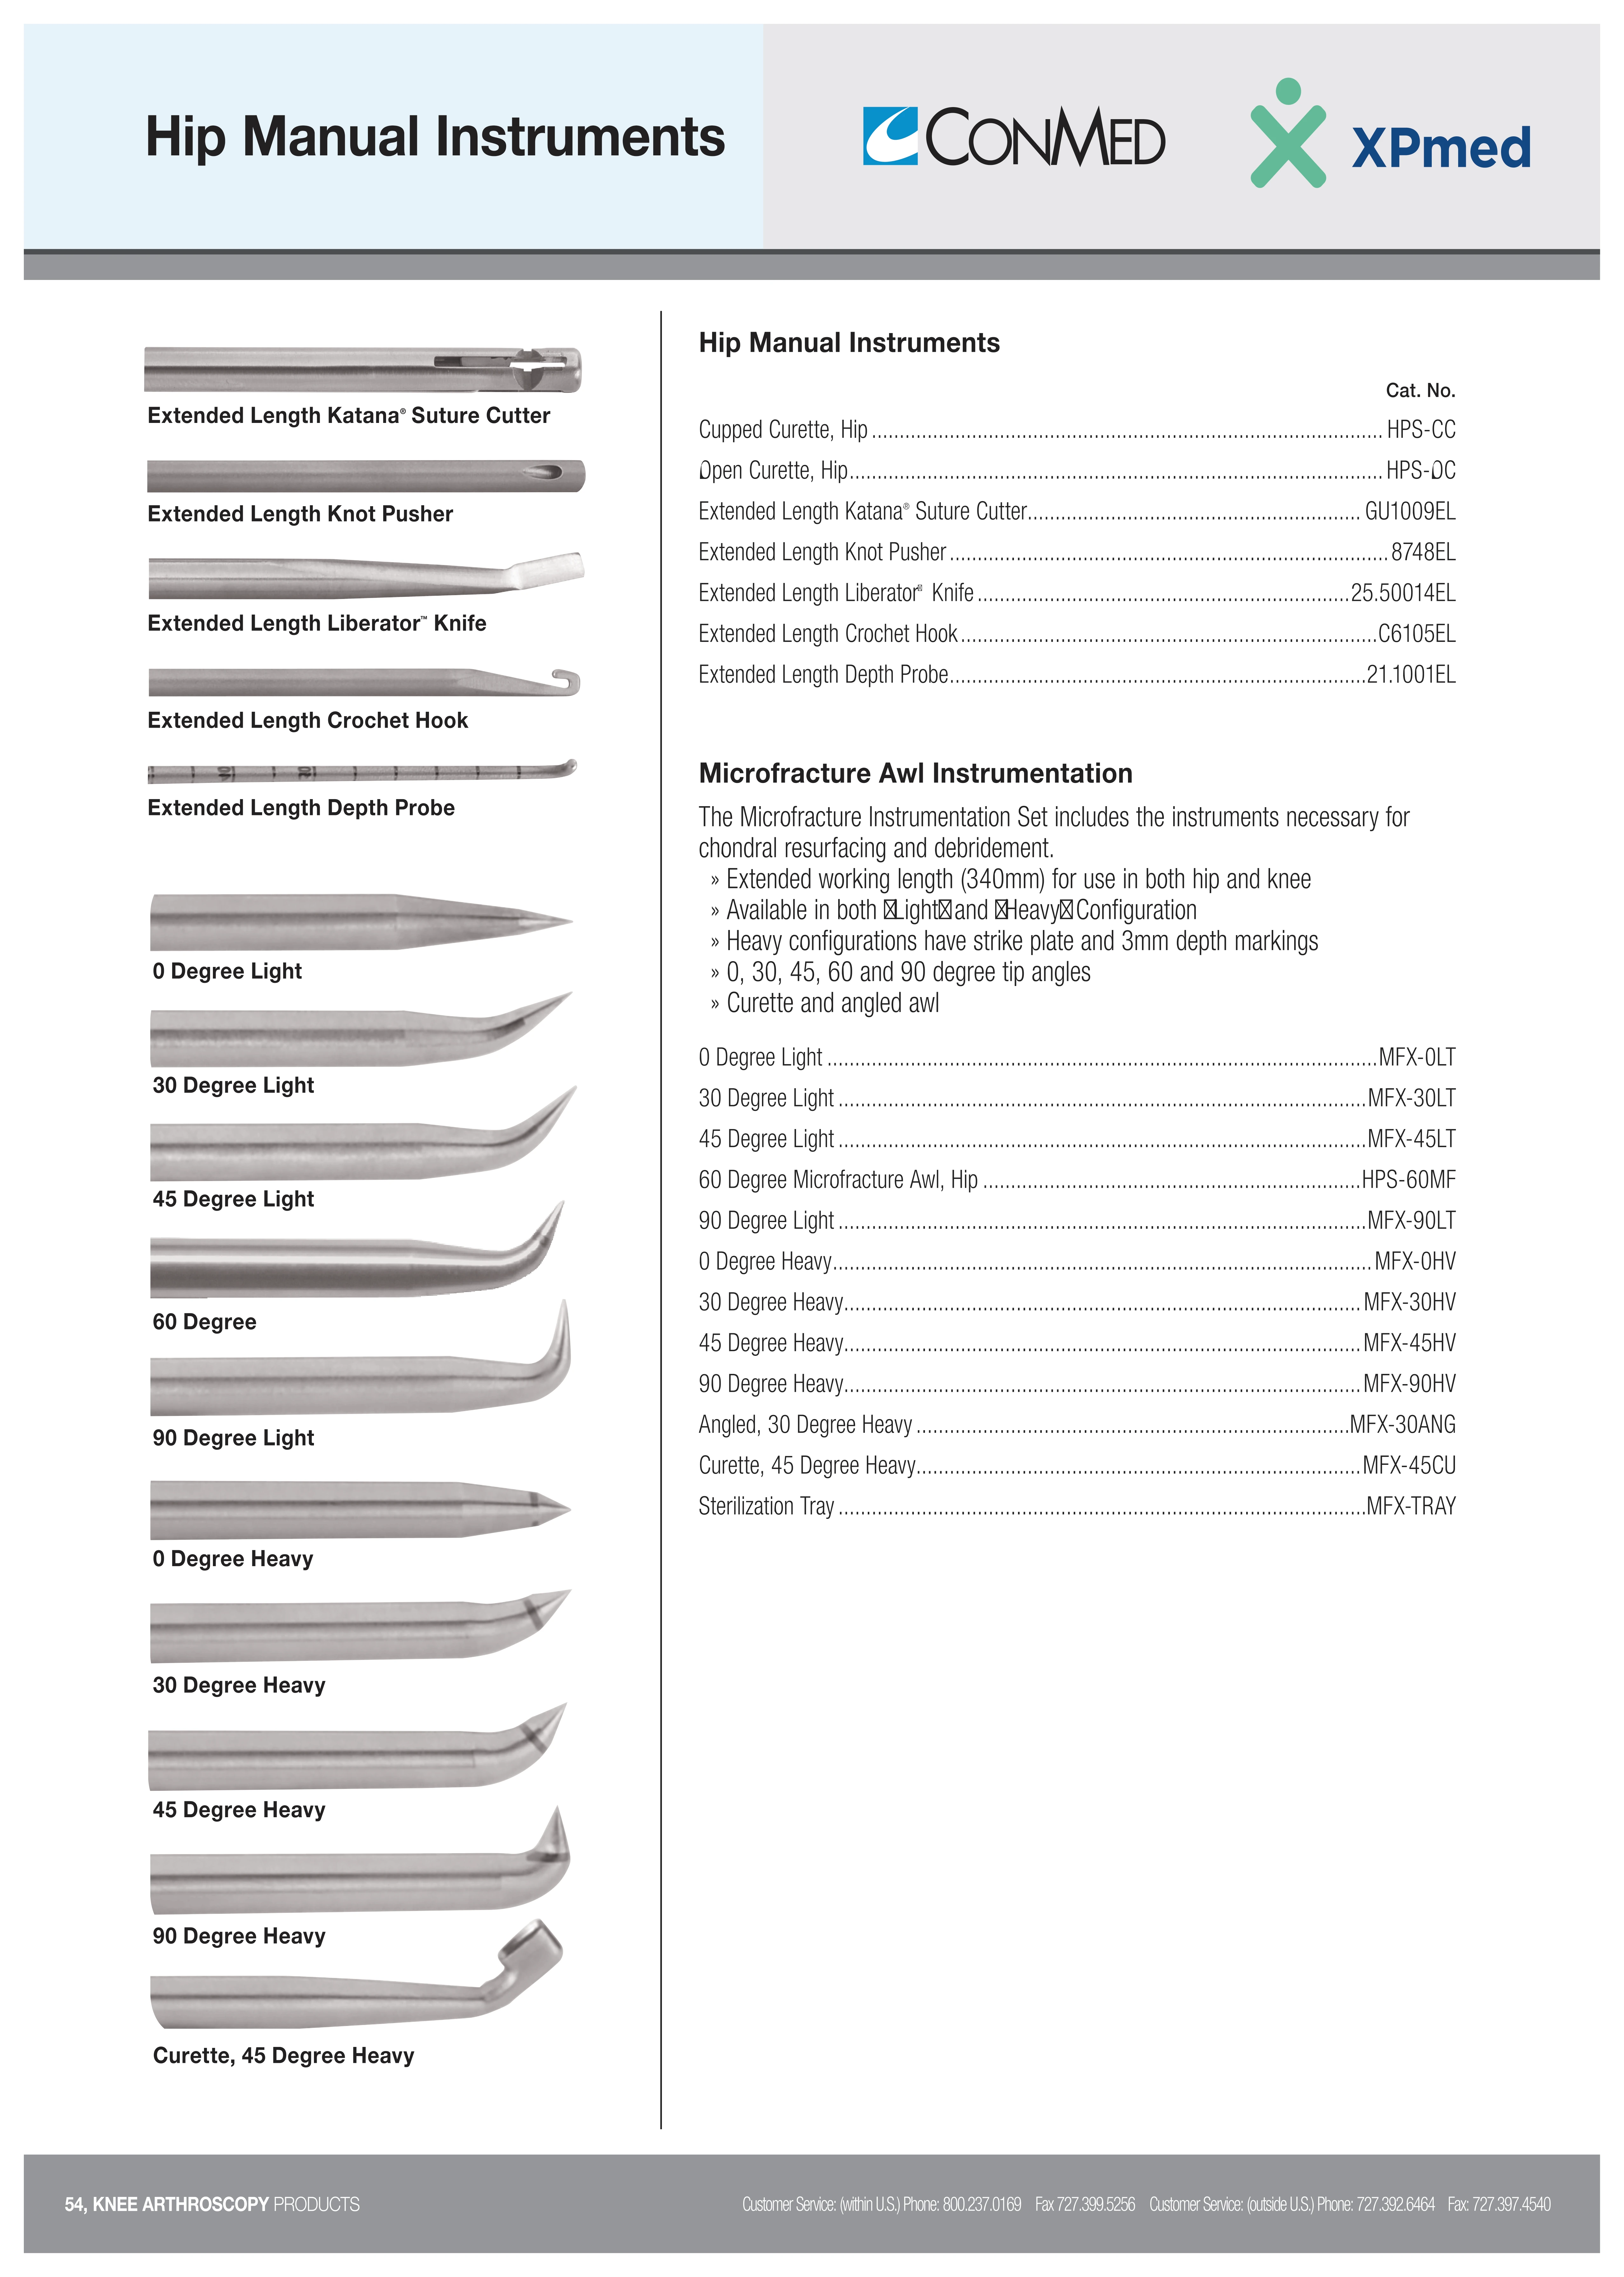 Hip Manual Instruments
CONMED
XPmed
Extended Length Katana® Suture Cutter
Extended Length Knot Pusher
Extended Length Liberator™ Knife
Extended Length Crochet Hook
Extended Length Depth Probe
0 Degree Light
30 Degree Light
45 Degree Light
60 Degree
90 Degree Light
0 Degree Heavy
30 Degree Heavy
45 Degree Heavy
90 Degree Heavy
Curette, 45 Degree Heavy
Hip Manual Instruments
Cat. No.
Cupped Curette, Hip ... HPS-CC
Open Curette, Hip ... HPS-OC
Extended Length Katana® Suture Cutter ... GU1009EL
Extended Length Knot Pusher ... 8748EL
Extended Length Liberator® Knife ... 25.50014EL
Extended Length Crochet Hook ... C6105EL
Extended Length Depth Probe ... 21.1001EL
Microfracture Awl Instrumentation
The Microfracture Instrumentation Set includes the instruments necessary for
chondral resurfacing and debridement.
» Extended working length (340mm) for use in both hip and knee
» Available in both Light and Heavy Configuration
» Heavy configurations have strike plate and 3mm depth markings
» 0, 30, 45, 60 and 90 degree tip angles
» Curette and angled awl
0 Degree Light ... MFX-0LT
30 Degree Light ... MFX-30LT
45 Degree Light ... MFX-45LT
60 Degree Microfracture Awl, Hip ... HPS-60MF
90 Degree Light ... MFX-90LT
0 Degree Heavy ... MFX-0HV
30 Degree Heavy ... MFX-30HV
45 Degree Heavy ... MFX-45HV
90 Degree Heavy ... MFX-90HV
Angled, 30 Degree Heavy ... MFX-30ANG
Curette, 45 Degree Heavy ... MFX-45CU
Sterilization Tray ... MFX-TRAY
54, KNEE ARTHROSCOPY PRODUCTS
Customer Service: (within U.S.) Phone: 800.237.0169 Fax 727.399.5256 Customer Service: (outside U.S.) Phone: 727.392.6464 Fax: 727.397.4540